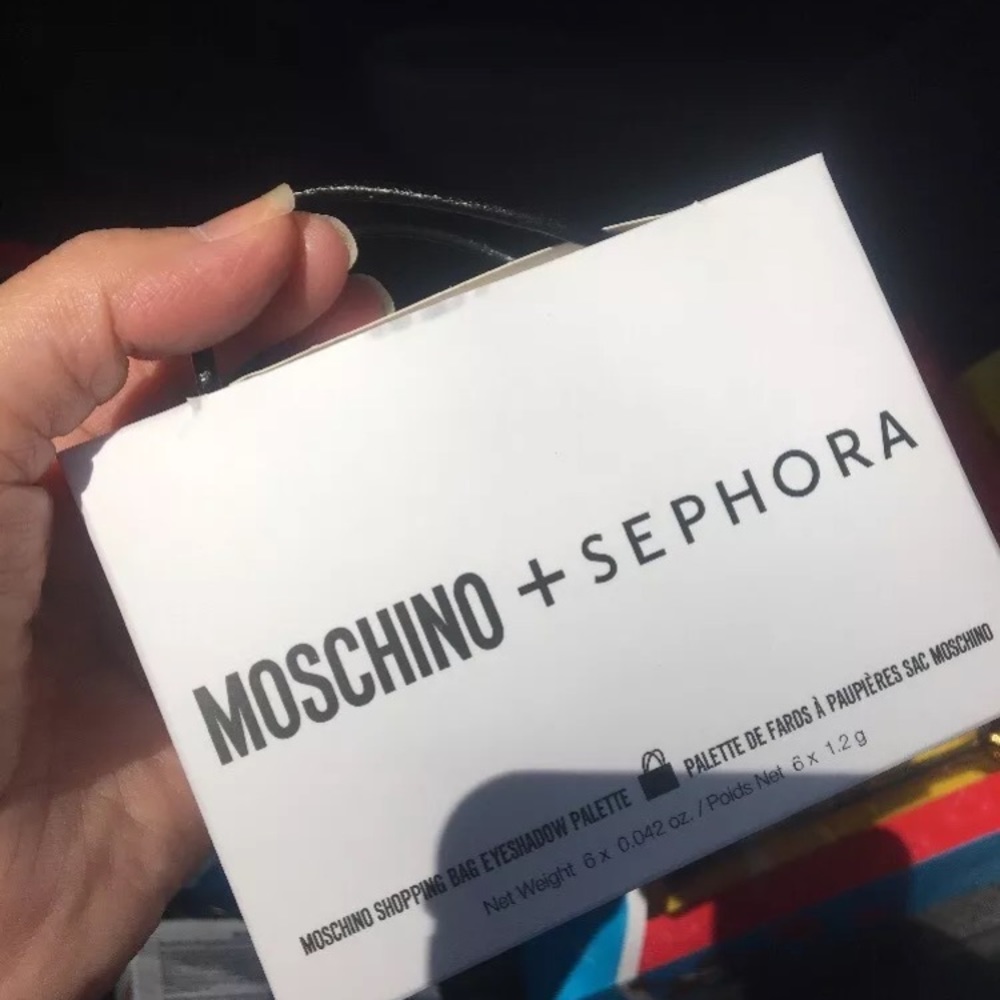 MOSCHINO + SEPHORA
MOSCHINO SHOPPING BAG EYESHADOW PALETTE PALETTE DE FARDS À PAUPIÈRES SAC MOSCHINO
Net Weight 6 x 0.042 oz. / Poids Net 6 x 1.2 g